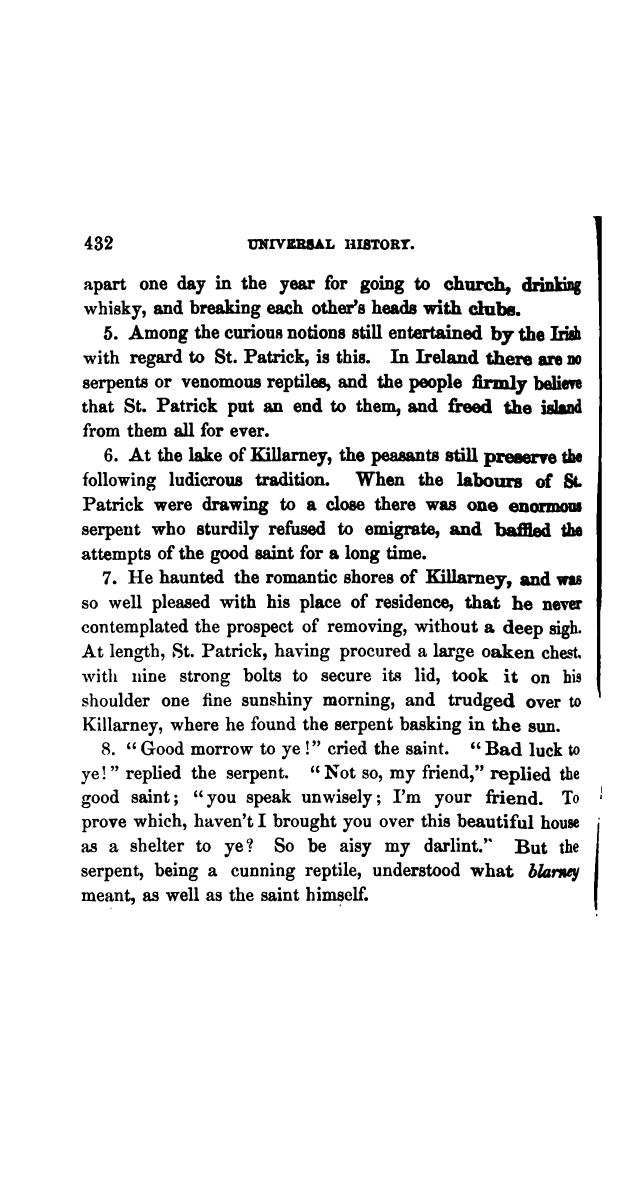 432 UNIVERSAL HISTORY.
apart one day in the year for going to church, drinking
whisky, and breaking each other's heads with clubs.
5. Among the curious notions still entertained by the Irish
with regard to St. Patrick, is this. In Ireland there are no
serpents or venomous reptiles, and the people firmly believe
that St. Patrick put an end to them, and freed the island
from them all for ever.
6. At the lake of Killarney, the peasants still preserve the
following ludicrous tradition. When the labours of St.
Patrick were drawing to a close there was one enormous
serpent who sturdily refused to emigrate, and baffled the
attempts of the good saint for a long time.
7. He haunted the romantic shores of Killarney, and was
so well pleased with his place of residence, that he never
contemplated the prospect of removing, without a deep sigh.
At length, St. Patrick, having procured a large oaken chest.
with nine strong bolts to secure its lid, took it on his
shoulder one fine sunshiny morning, and trudged over to
Killarney, where he found the serpent basking in the sun.
8. "Good morrow to ye!" cried the saint. "Bad luck to
ye!" replied the serpent. "Not so, my friend," replied the
good saint; "you speak unwisely; I'm your friend. To
prove which, haven't I brought you over this beautiful house
as a shelter to ye? So be aisy my darlint." But the
serpent, being a cunning reptile, understood what blarney
meant, as well as the saint himself.